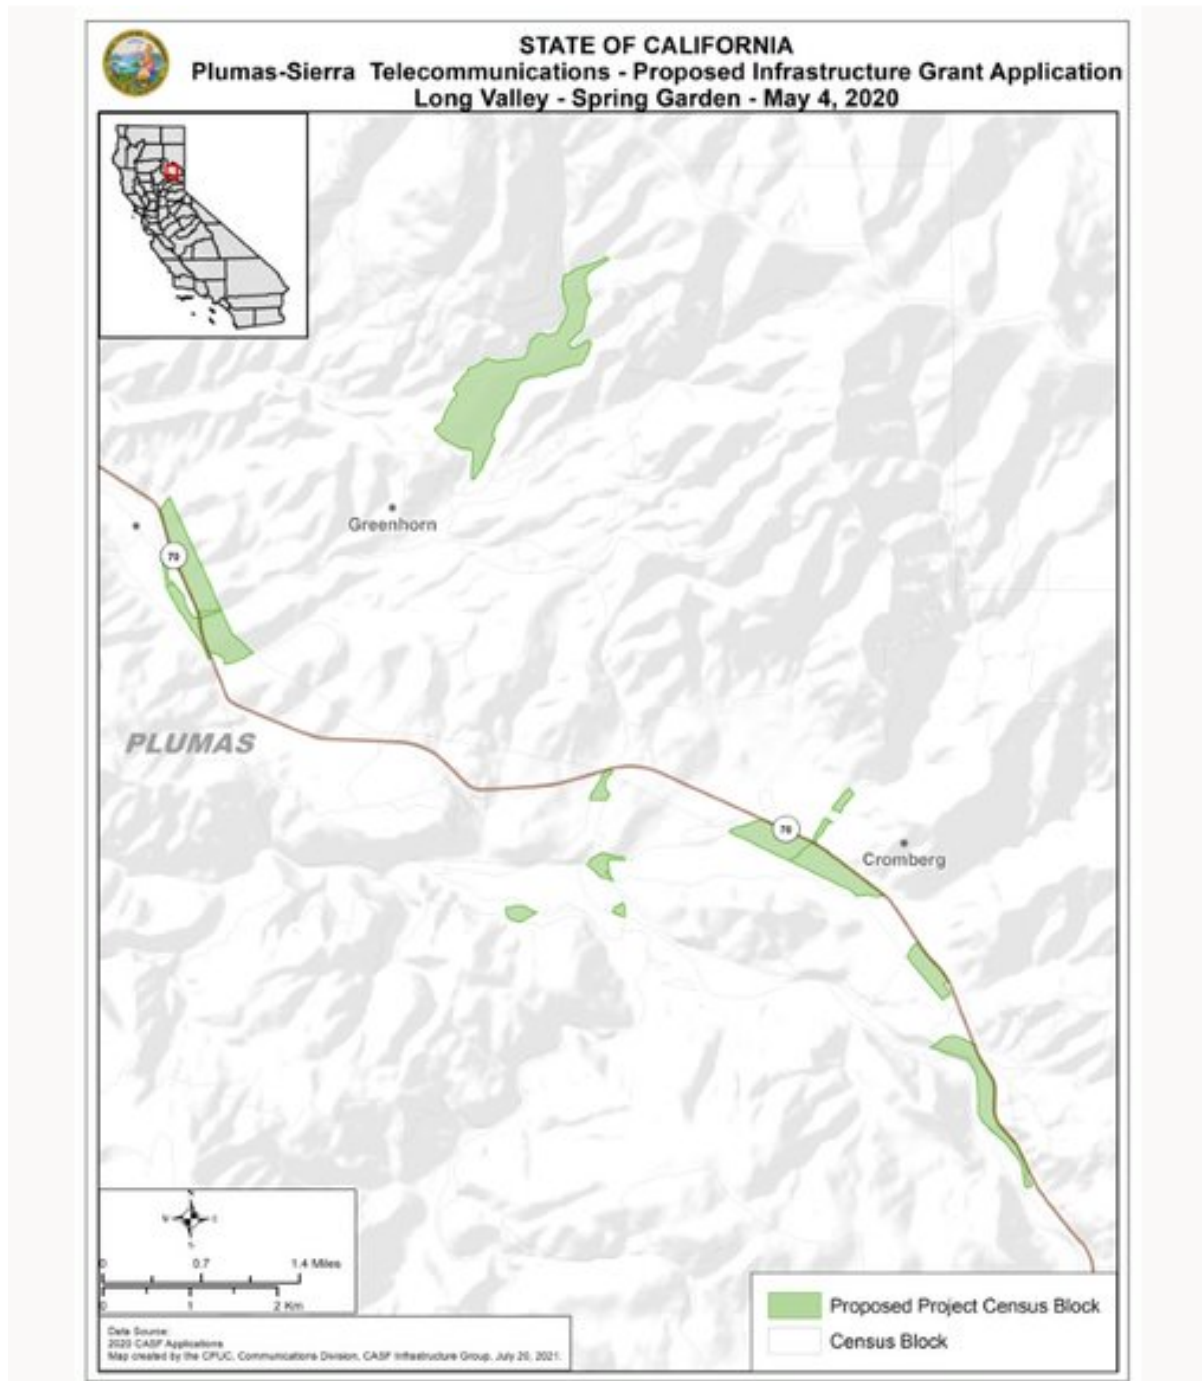 STATE OF CALIFORNIA
Plumas-Sierra Telecommunications - Proposed Infrastructure Grant Application
Long Valley - Spring Garden - May 4, 2020
Greenhorn
70
PLUMAS
70
Cromberg
0 0.7 1.4 Miles
0 1 2 Km
Proposed Project Census Block
Census Block
Data Source:
2020 CASF Applications
Map created by the CPUC, Communications Division, CASF Infrastructure Group, July 20, 2021.